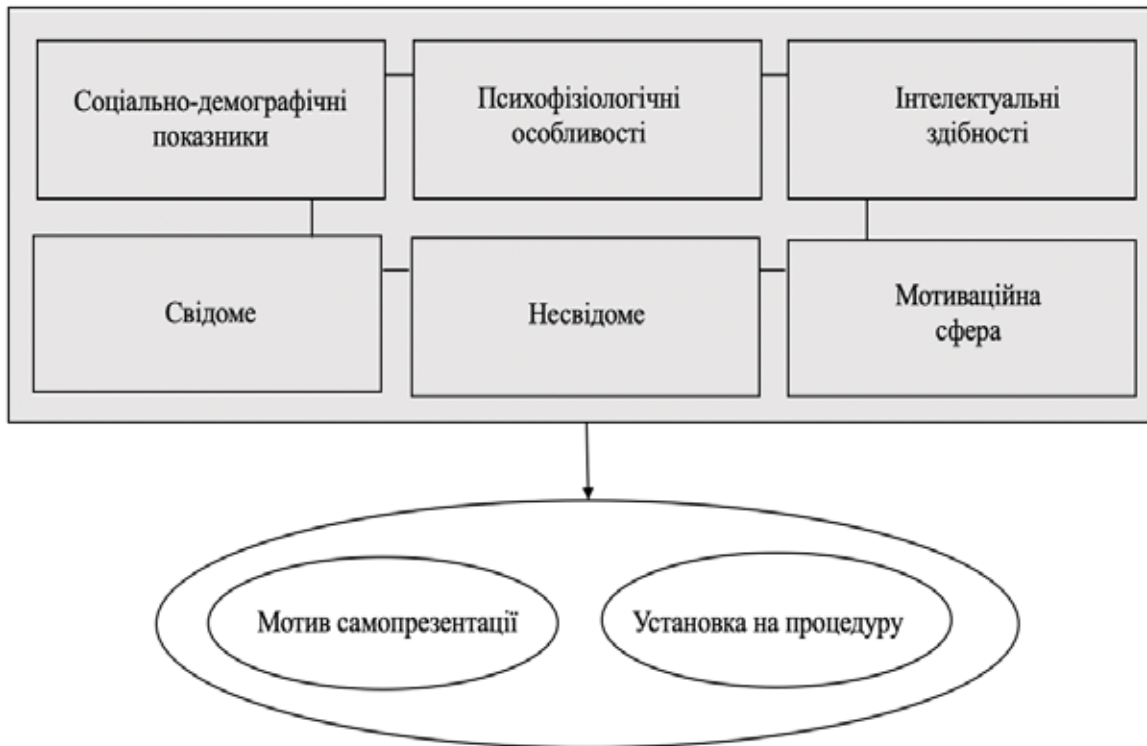 Соціально-демографічні
показники
Психофізіологічні
особливості
Інтелектуальні
здібності
Свідоме
Несвідоме
Мотиваційна
сфера
Мотив самопрезентації
Установка на процедуру